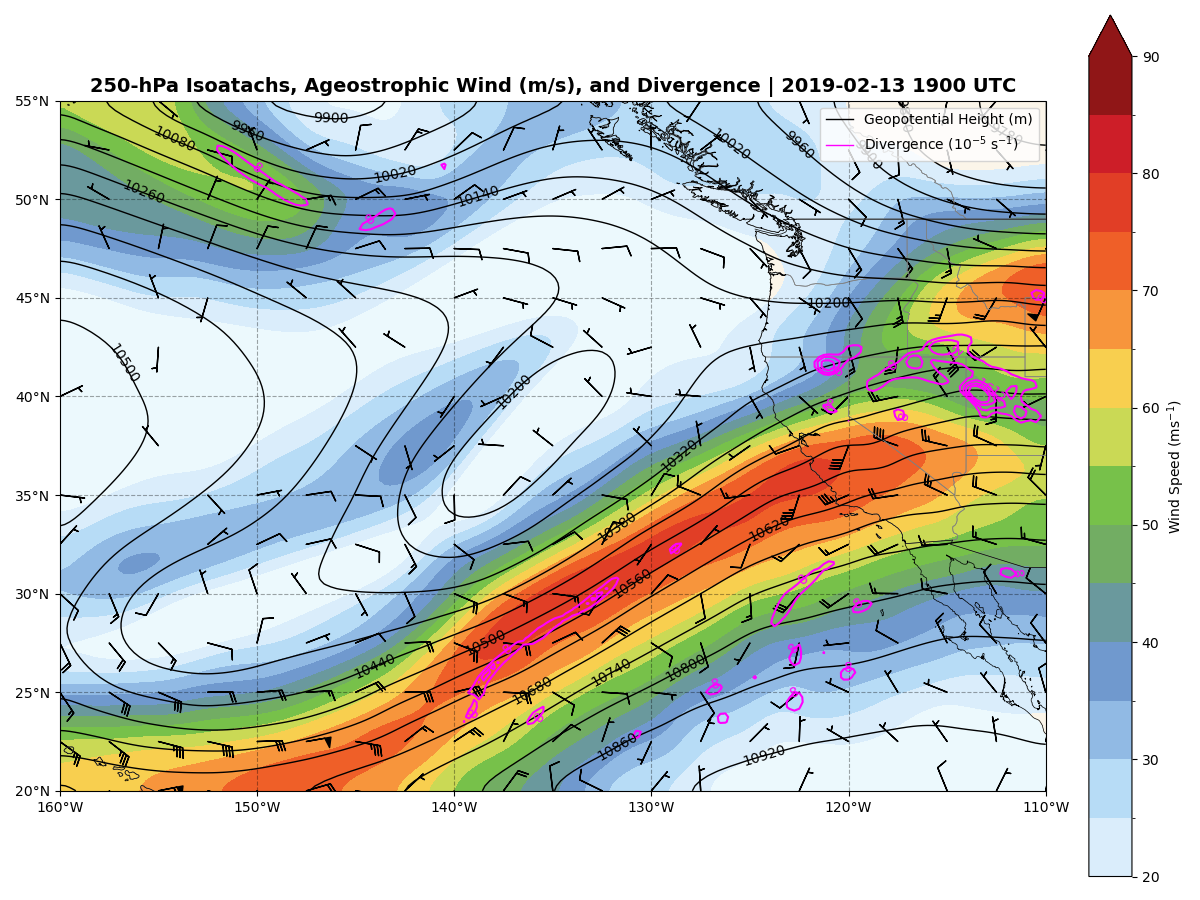 250-hPa Isoatachs, Ageostrophic Wind (m/s), and Divergence | 2019-02-13 1900 UTC
Geopotential Height (m)
Divergence (10⁻⁵ s⁻¹)
55°N
50°N
45°N
40°N
35°N
30°N
25°N
20°N
160°W
150°W
140°W
130°W
120°W
110°W
9900
9960
10080
10260
10020
10140
10020
9960
10200
10500
10200
10320
10380
10620
10560
10500
10440
10740
10680
10800
10860
10920
90
80
70
60
50
40
30
20
Wind Speed (ms⁻¹)